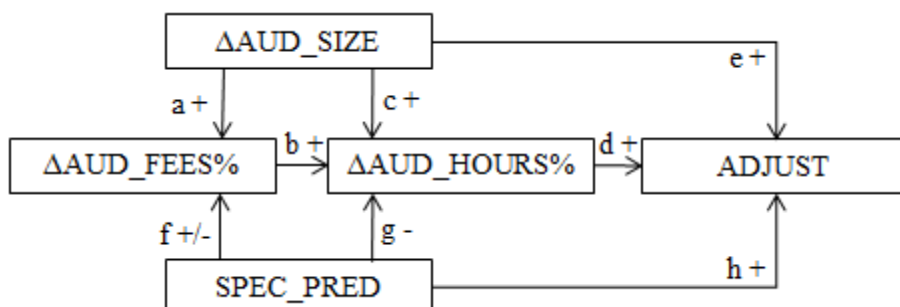 ΔAUD_SIZE
e +
a +
c +
ΔAUD_FEES%
b +
ΔAUD_HOURS%
d +
ADJUST
f +/-
g -
SPEC_PRED
h +